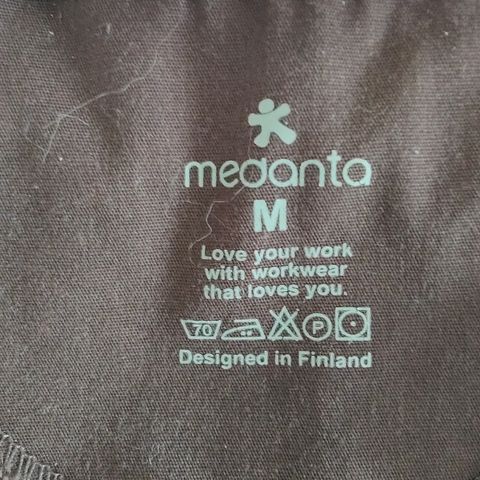 medanta
M
Love your work
with workwear
that loves you.
70 P
Designed in Finland